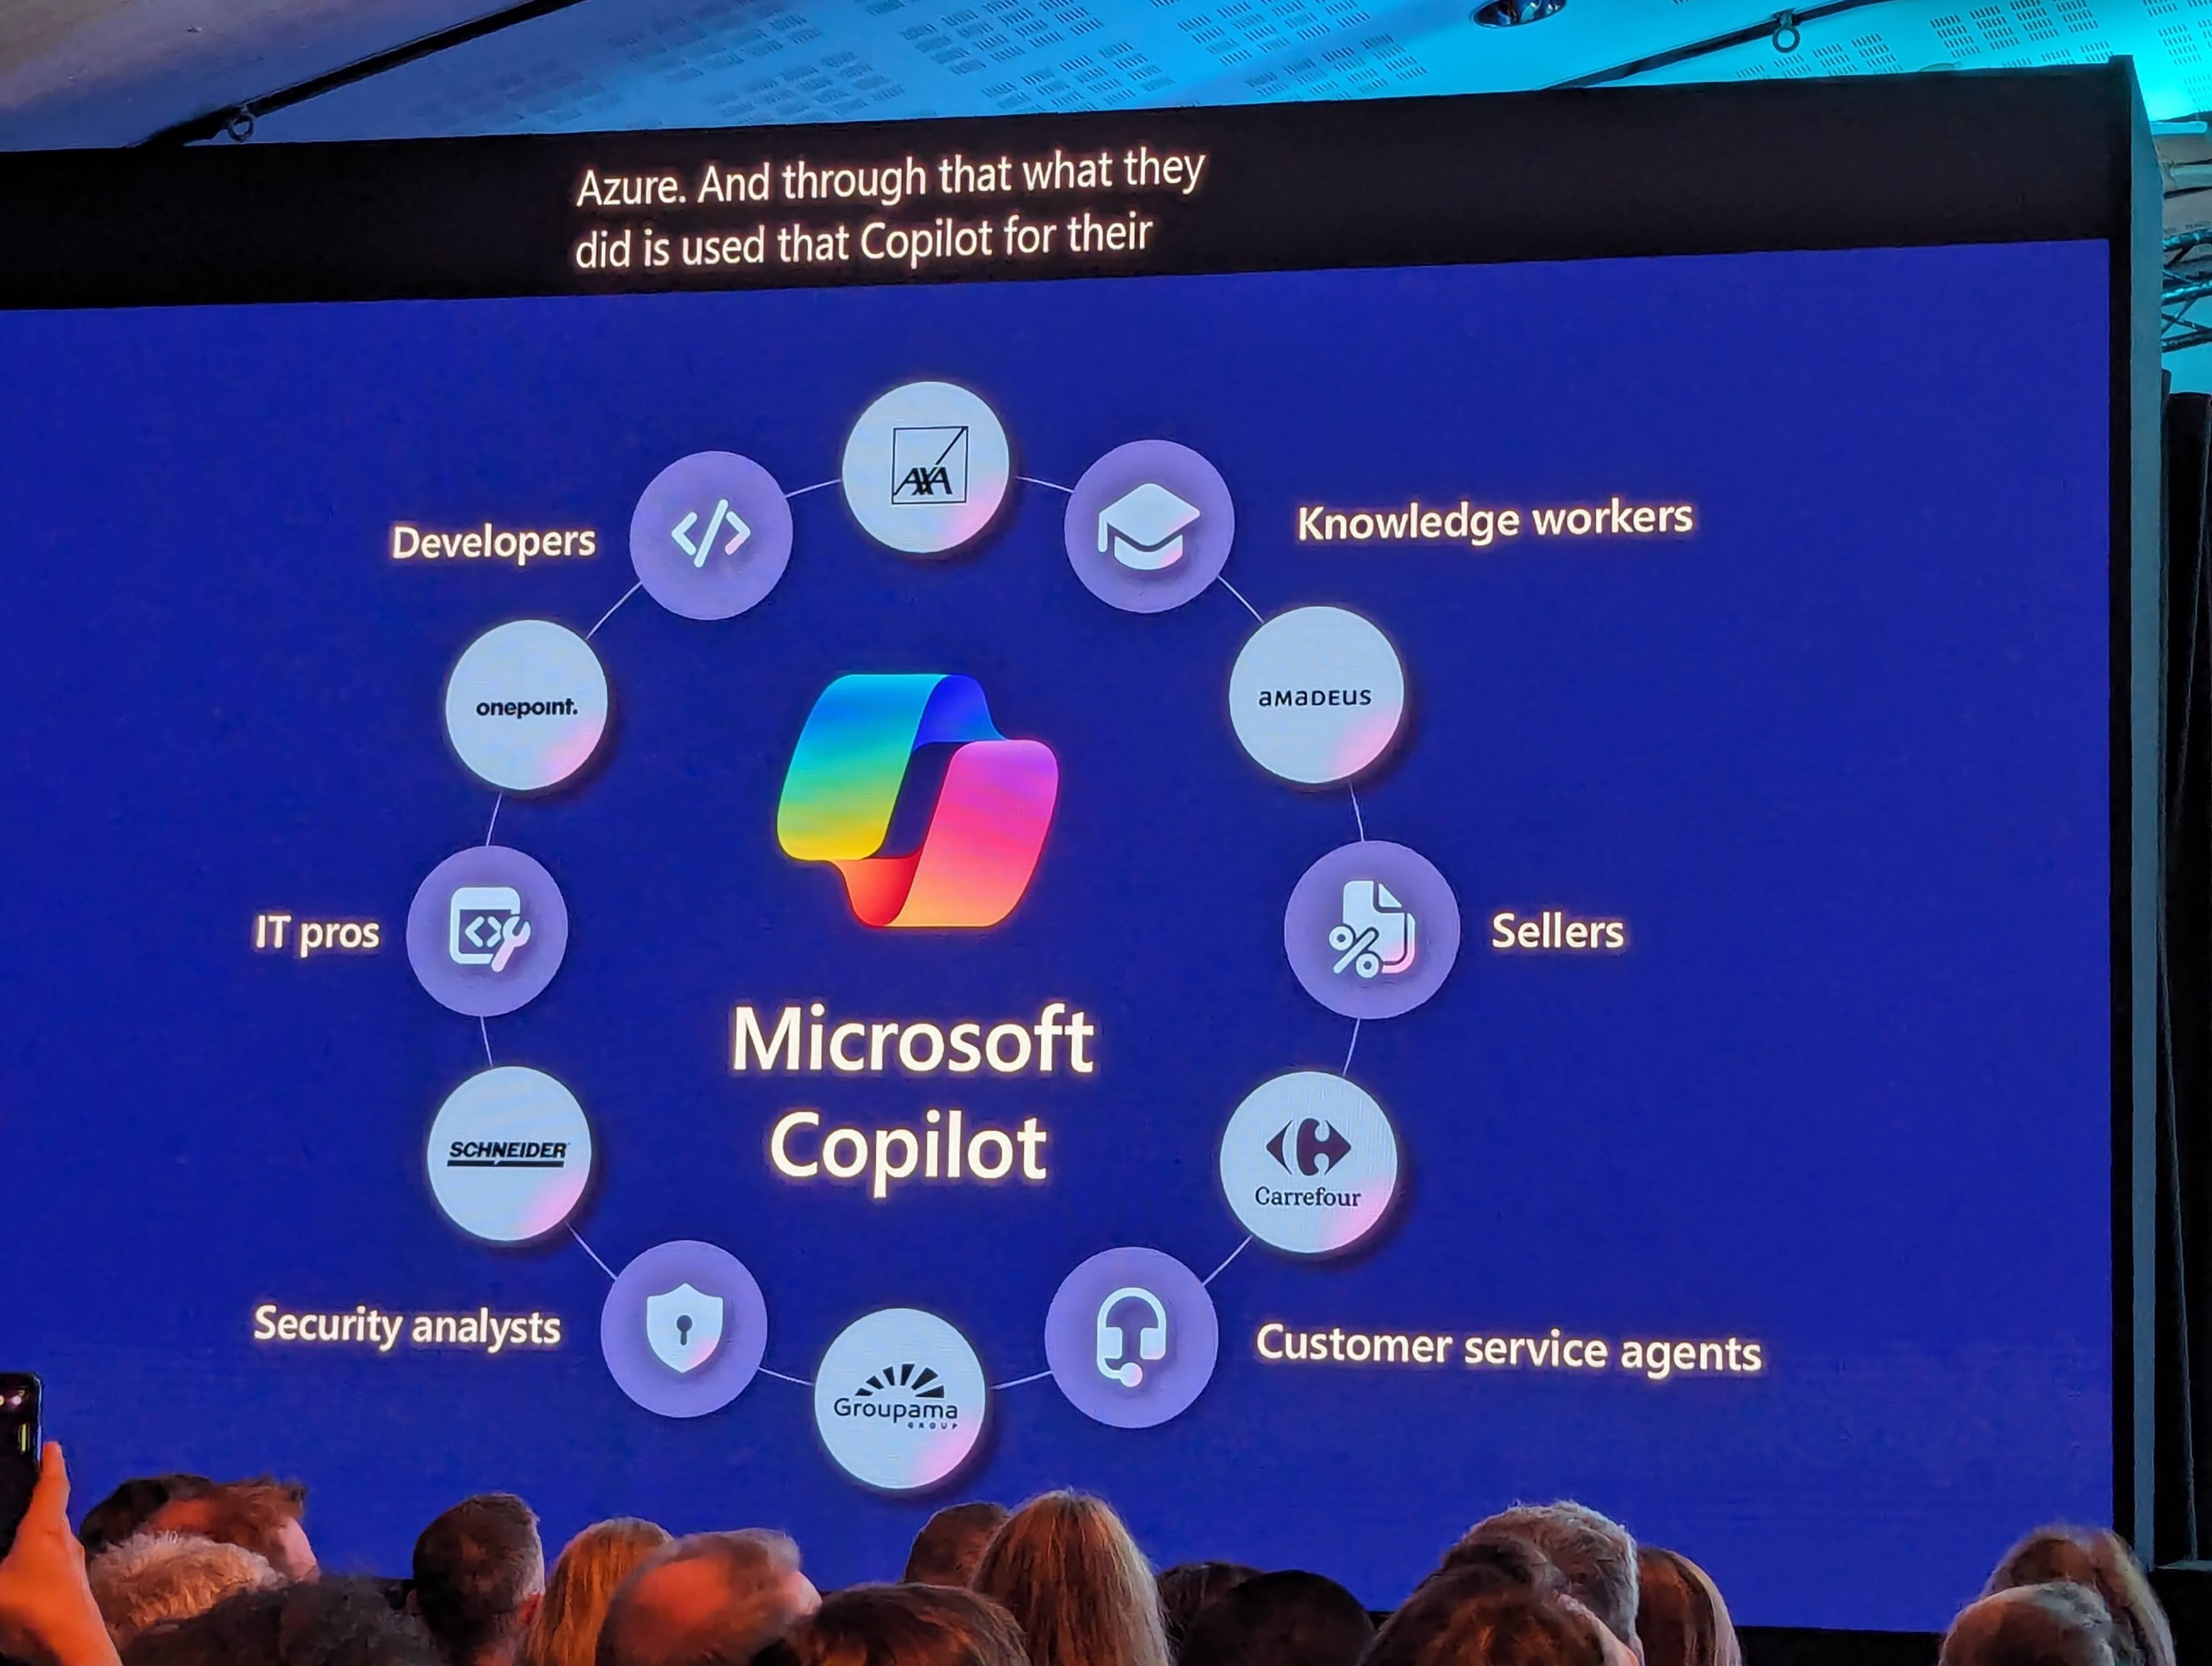 Azure. And through that what they
did is used that Copilot for their
AXA
Developers
Knowledge workers
onepoint.
aMaDEUS
IT pros
Sellers
Microsoft
Copilot
SCHNEIDER
Carrefour
Security analysts
Customer service agents
Groupama
GROUP